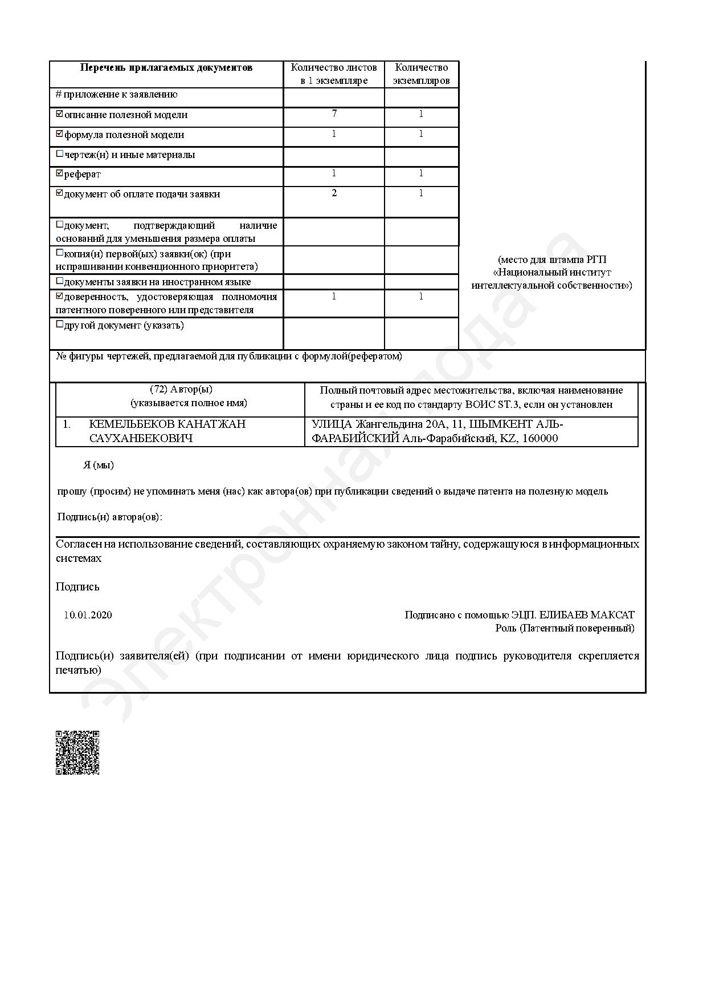 Перечень прилагаемых документов
Количество листов
в 1 экземпляре
Количество
экземпляров
# приложение к заявлению
описание полезной модели 7 1
формула полезной модели 1 1
чертеж(и) и иные материалы
реферат 1 1
документ об оплате подачи заявки 2 1
документ, подтверждающий наличие
оснований для уменьшения размера оплаты
копия(и) первой(ых) заявки(ок) (при
испрашивании конвенционного приоритета)
документы заявки на иностранном языке
доверенность, удостоверяющая полномочия 1 1
патентного поверенного или представителя
другой документ (указать)
(место для штампа РГП
«Национальный институт
интеллектуальной собственности»)
№ фигуры чертежей, предлагаемой для публикации с формулой(рефератом)
(72) Автор(ы)
(указывается полное имя)
Полный почтовый адрес местожительства, включая наименование
страны и ее код по стандарту ВОИС ST.3, если он установлен
1. КЕМЕЛЬБЕКОВ КАНАТЖАН
САУХАНБЕКОВИЧ
УЛИЦА Жангельдина 20А, 11, ШЫМКЕНТ АЛЬ-
ФАРАБИЙСКИЙ Аль-Фарабийский, KZ, 160000
Я (мы)
прошу (просим) не упоминать меня (нас) как автора(ов) при публикации сведений о выдаче патента на полезную модель
Подпись(и) автора(ов):
Согласен на использование сведений, составляющих охраняемую законом тайну, содержащуюся в информационных
системах
Подпись
10.01.2020
Подписано с помощью ЭЦП. ЕЛИБАЕВ МАКСАТ
Роль (Патентный поверенный)
Подпись(и) заявителя(ей) (при подписании от имени юридического лица подпись руководителя скрепляется
печатью)
Электронная